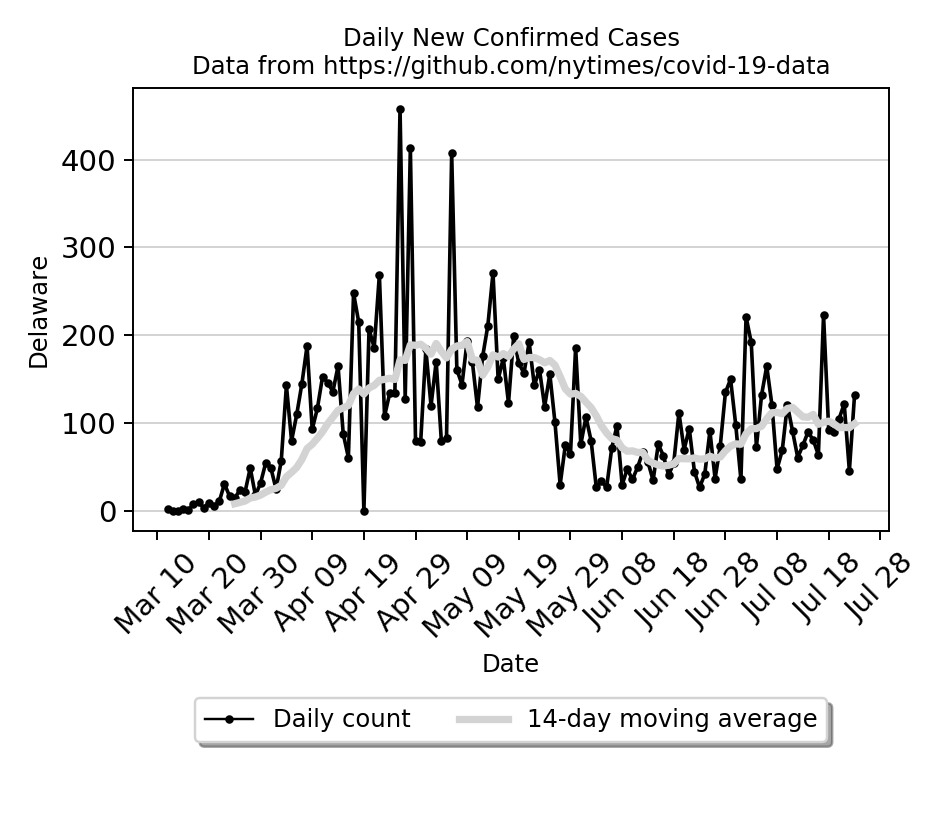 Daily New Confirmed Cases
Data from https://github.com/nytimes/covid-19-data
Delaware
400
300
200
100
0
Mar 10
Mar 20
Mar 30
Apr 09
Apr 19
Apr 29
May 09
May 19
May 29
Jun 08
Jun 18
Jun 28
Jul 08
Jul 18
Jul 28
Date
Daily count
14-day moving average